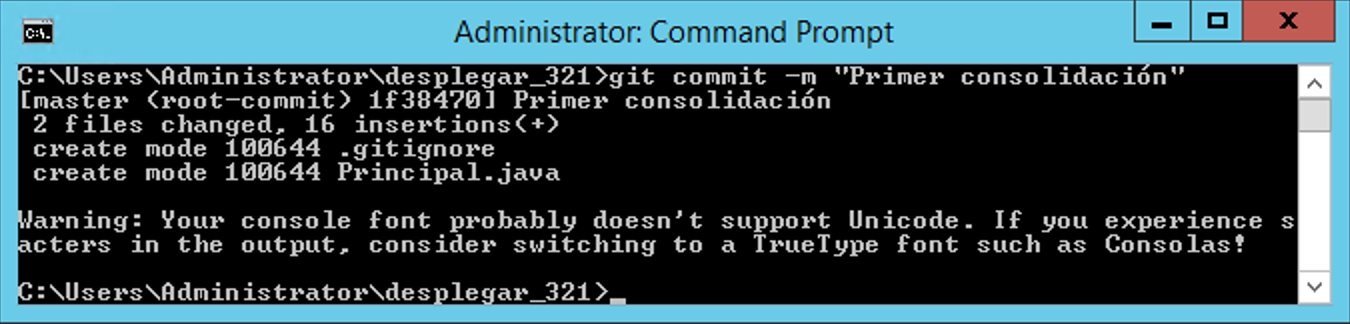 Administrator: Command Prompt
C:\Users\Administrator\desplegar_321>git commit -m "Primer consolidación"
[master (root-commit) 1f38470] Primer consolidación
 2 files changed, 16 insertions(+)
 create mode 100644 .gitignore
 create mode 100644 Principal.java
Warning: Your console font probably doesn't support Unicode. If you experience s
acters in the output, consider switching to a TrueType font such as Consolas!
C:\Users\Administrator\desplegar_321>_